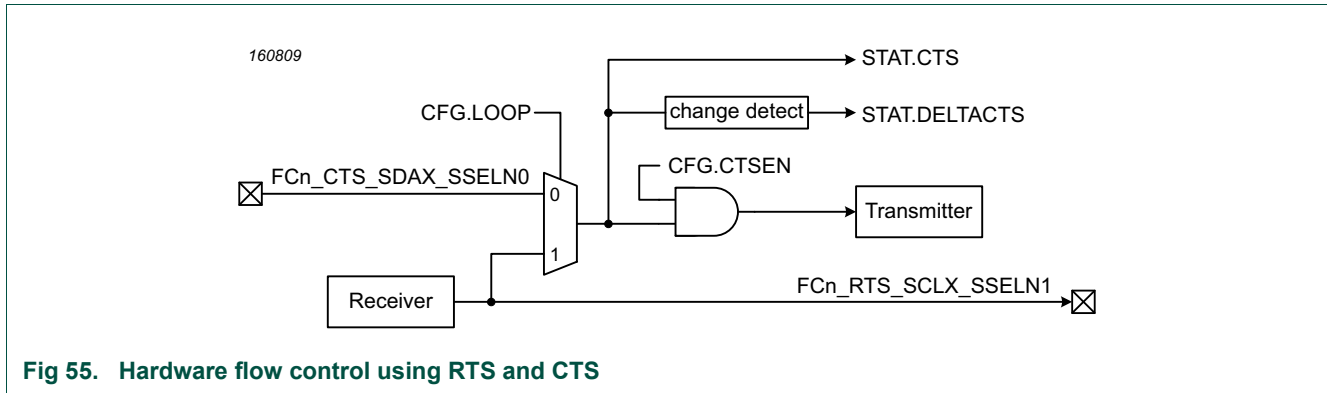 160809
STAT.CTS
CFG.LOOP
change detect
STAT.DELTACTS
CFG.CTSEN
FCn_CTS_SDAX_SSELN0
0
Transmitter
1
FCn_RTS_SCLX_SSELN1
Receiver
Fig 55. Hardware flow control using RTS and CTS